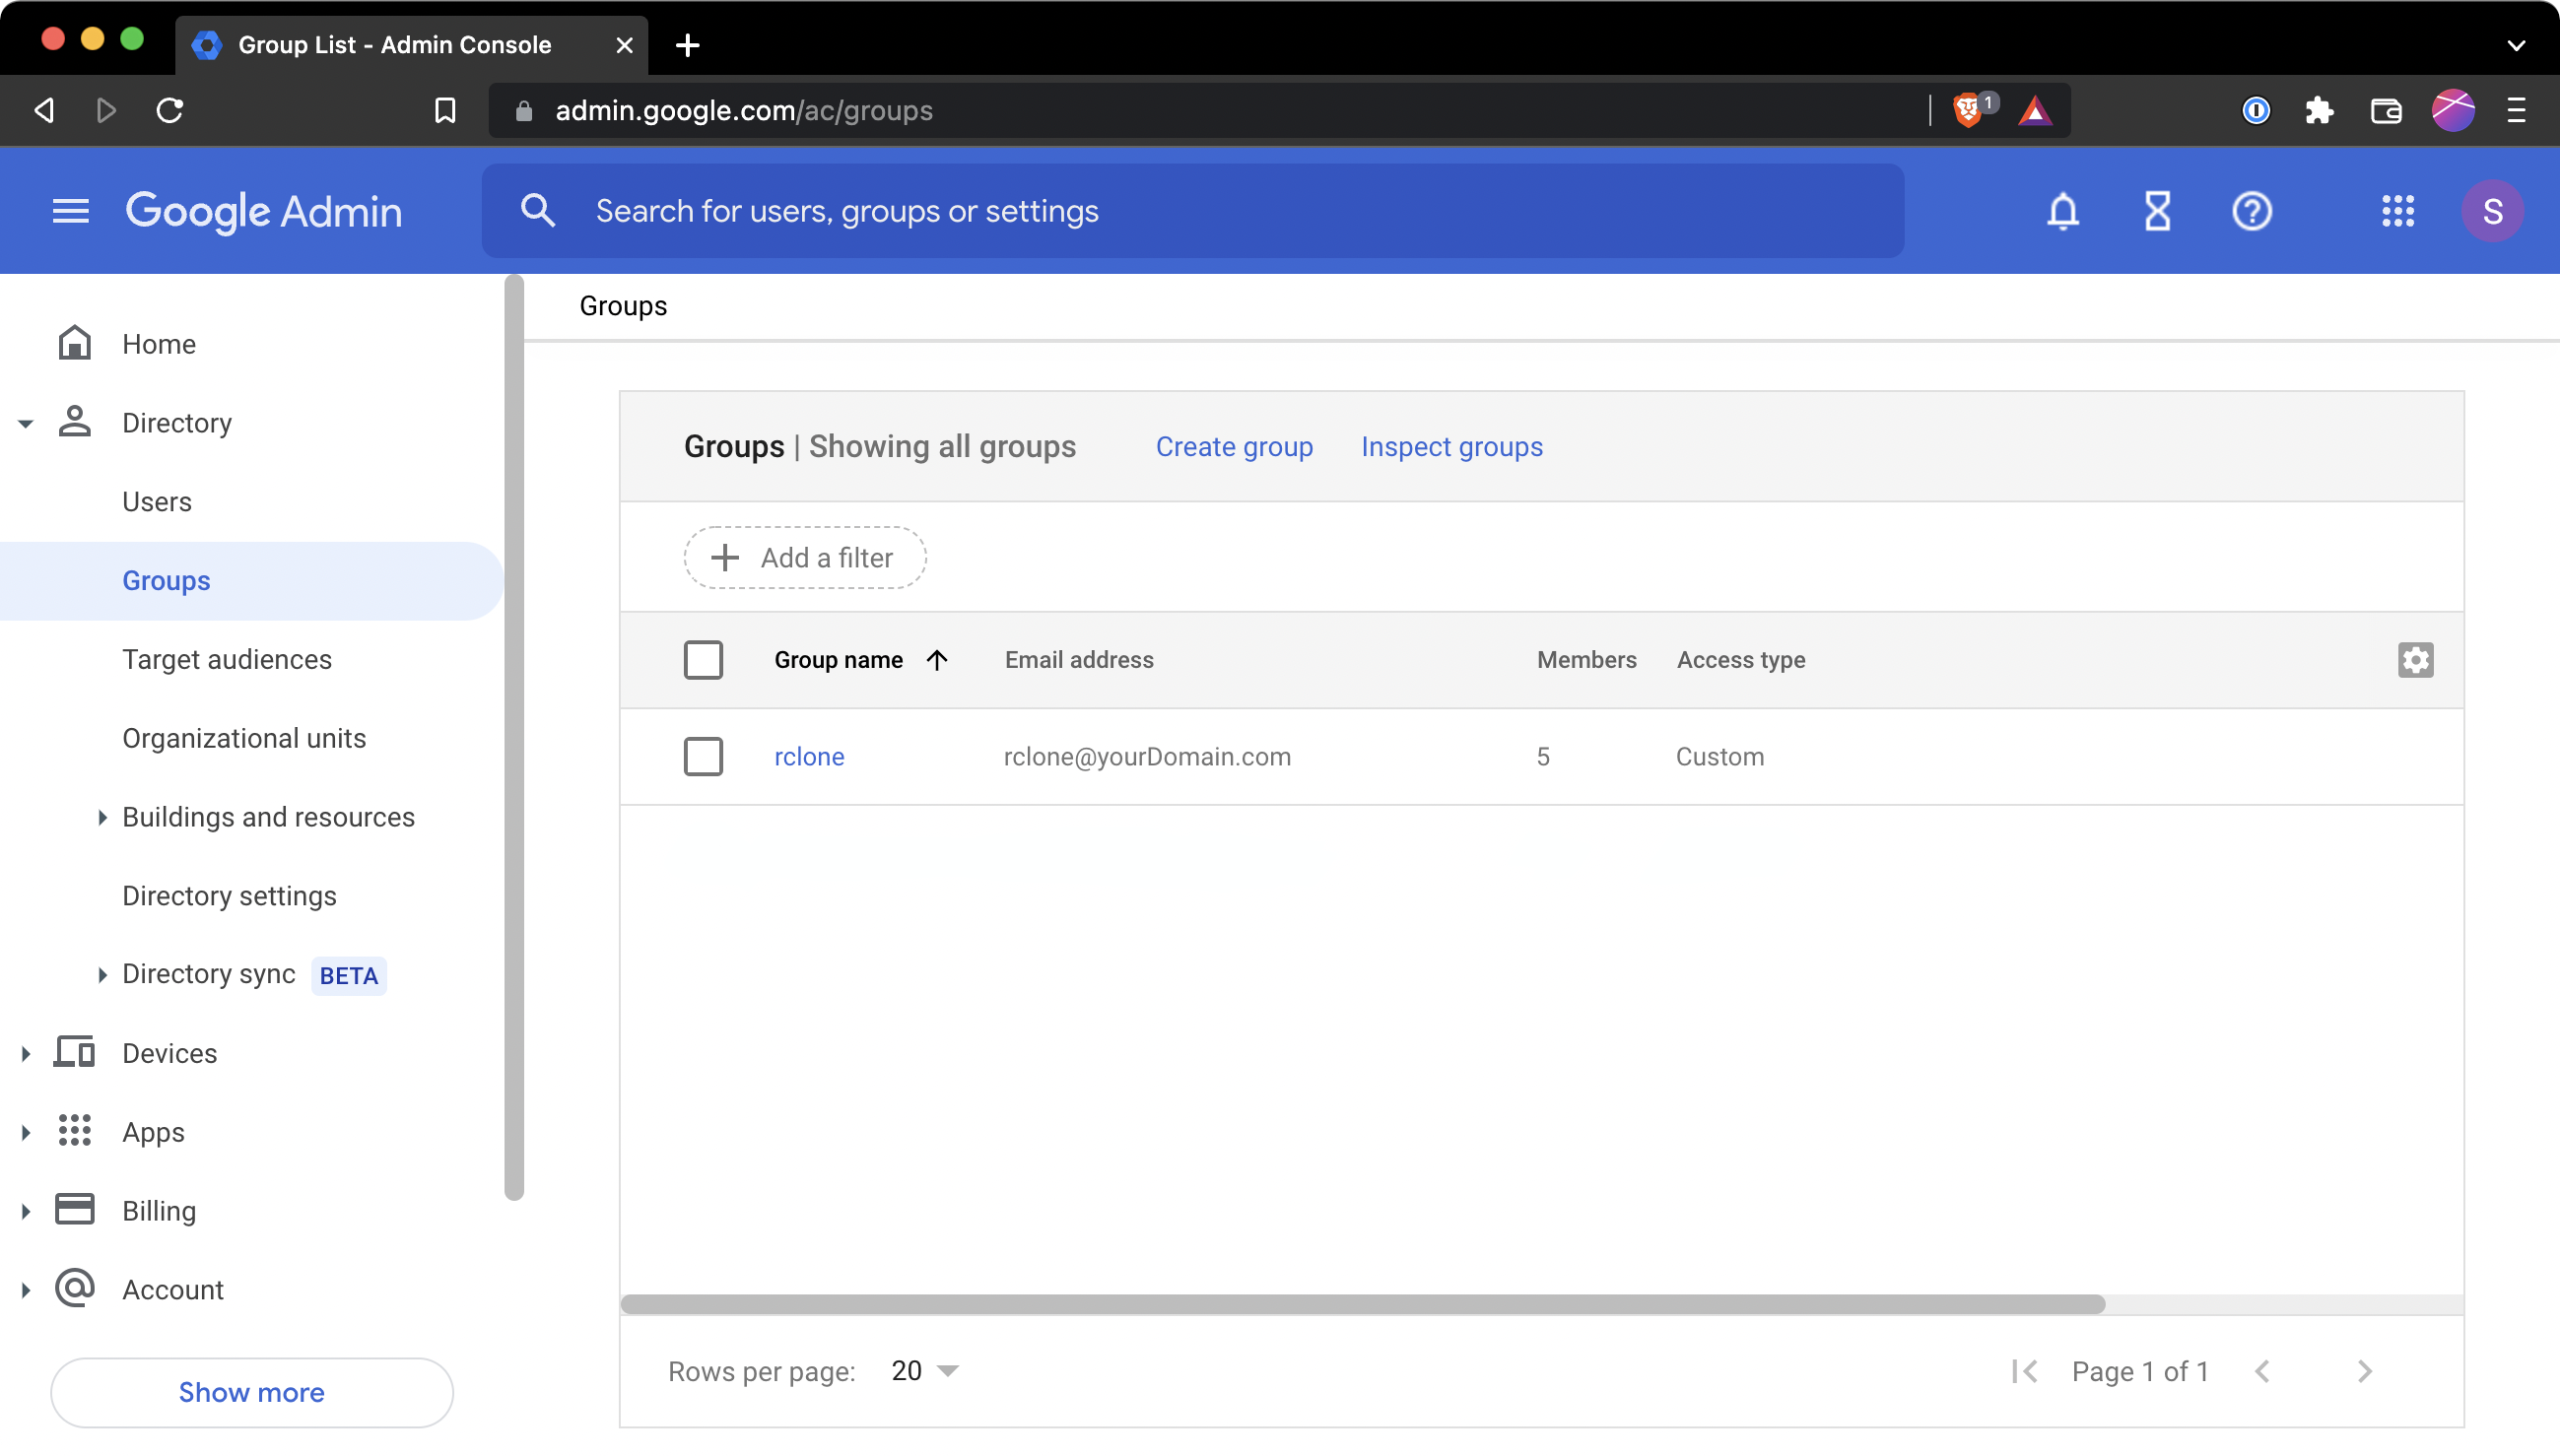 Group List - Admin Console
admin.google.com/ac/groups
1
Google Admin
Search for users, groups or settings
S
Home
Directory
Users
Groups
Target audiences
Organizational units
Buildings and resources
Directory settings
Directory sync BETA
Devices
Apps
Billing
Account
Show more
Groups
Groups | Showing all groups Create group Inspect groups
Add a filter
Group name Email address Members Access type
rclone rclone@yourDomain.com 5 Custom
Rows per page: 20 Page 1 of 1